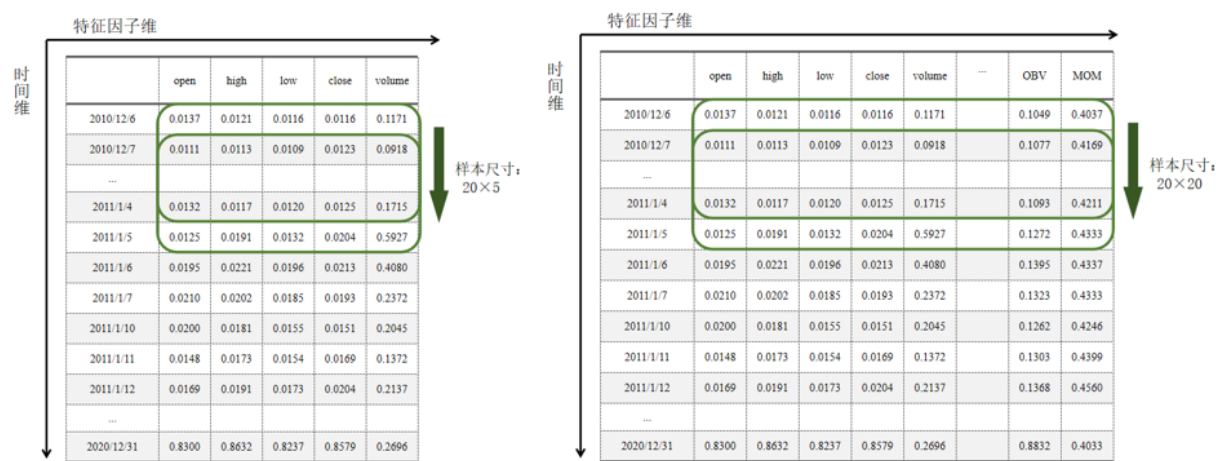 特征因子维
时间维
open high low close volume
2010/12/6 0.0137 0.0121 0.0116 0.0116 0.1171
2010/12/7 0.0111 0.0113 0.0109 0.0123 0.0918
...
2011/1/4 0.0132 0.0117 0.0120 0.0125 0.1715
2011/1/5 0.0125 0.0191 0.0132 0.0204 0.5927
2011/1/6 0.0195 0.0221 0.0196 0.0213 0.4080
2011/1/7 0.0210 0.0202 0.0185 0.0193 0.2372
2011/1/10 0.0200 0.0181 0.0155 0.0151 0.2045
2011/1/11 0.0148 0.0173 0.0154 0.0169 0.1372
2011/1/12 0.0169 0.0191 0.0173 0.0204 0.2137
...
2020/12/31 0.8300 0.8632 0.8237 0.8579 0.2696
样本尺寸：
20×5
特征因子维
时间维
open high low close volume ... OBV MOM
2010/12/6 0.0137 0.0121 0.0116 0.0116 0.1171 0.1049 0.4037
2010/12/7 0.0111 0.0113 0.0109 0.0123 0.0918 0.1077 0.4169
...
2011/1/4 0.0132 0.0117 0.0120 0.0125 0.1715 0.1093 0.4211
2011/1/5 0.0125 0.0191 0.0132 0.0204 0.5927 0.1272 0.4333
2011/1/6 0.0195 0.0221 0.0196 0.0213 0.4080 0.1395 0.4337
2011/1/7 0.0210 0.0202 0.0185 0.0193 0.2372 0.1323 0.4333
2011/1/10 0.0200 0.0181 0.0155 0.0151 0.2045 0.1262 0.4246
2011/1/11 0.0148 0.0173 0.0154 0.0169 0.1372 0.1303 0.4399
2011/1/12 0.0169 0.0191 0.0173 0.0204 0.2137 0.1368 0.4560
...
2020/12/31 0.8300 0.8632 0.8237 0.8579 0.2696 0.8832 0.4033
样本尺寸：
20×20